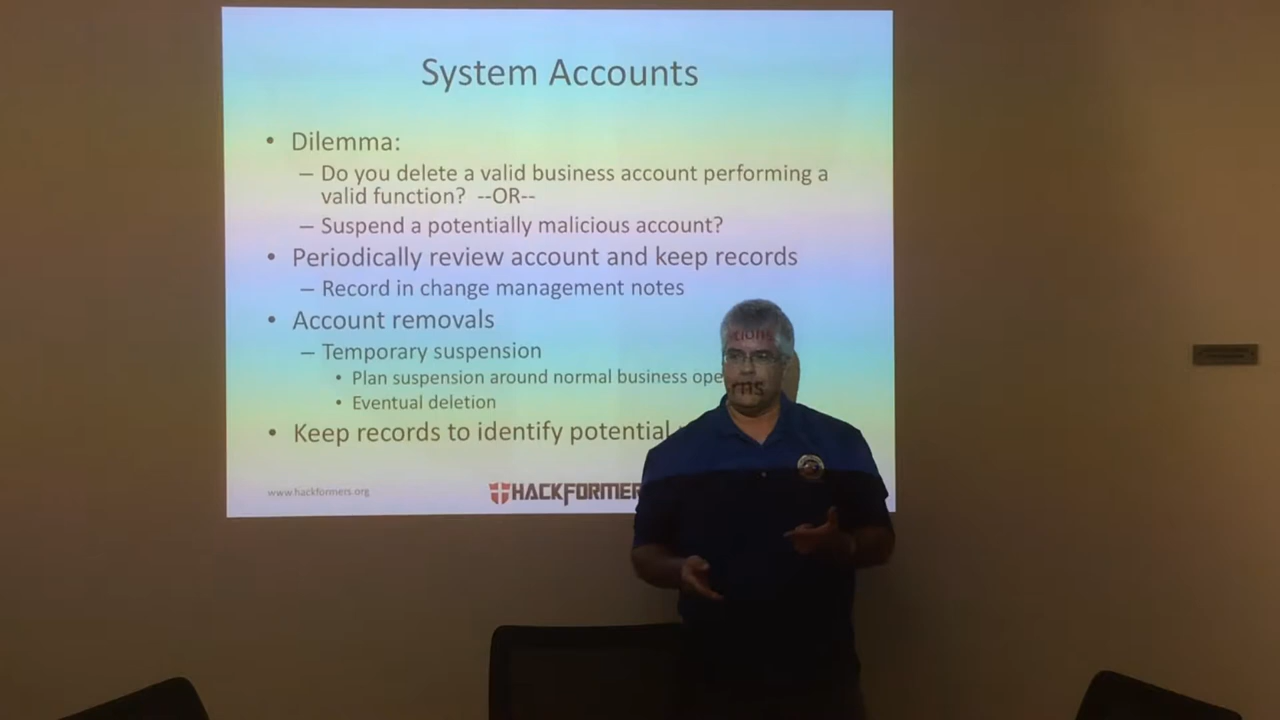 System Accounts
• Dilemma:
– Do you delete a valid business account performing a
valid function? --OR--
– Suspend a potentially malicious account?
• Periodically review account and keep records
– Record in change management notes
• Account removals
– Temporary suspension
• Plan suspension around normal business ope
• Eventual deletion
• Keep records to identify potential
www.hackformers.org
HACKFORMER